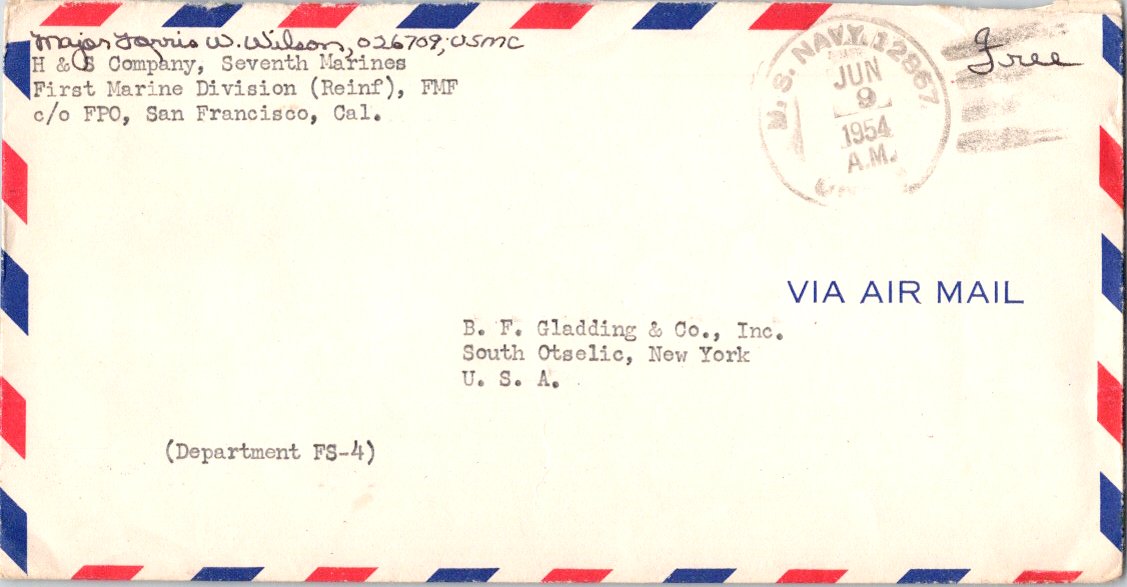 Major Farris W. Wilson, 026709, USMC
H & S Company, Seventh Marines
First Marine Division (Reinf), FMF
c/o FPO, San Francisco, Cal.
U. S. NAVY. 12867.
JUN
9
1954
A.M.
Free
VIA AIR MAIL
B. F. Gladding & Co., Inc.
South Otselic, New York
U. S. A.
(Department FS-4)